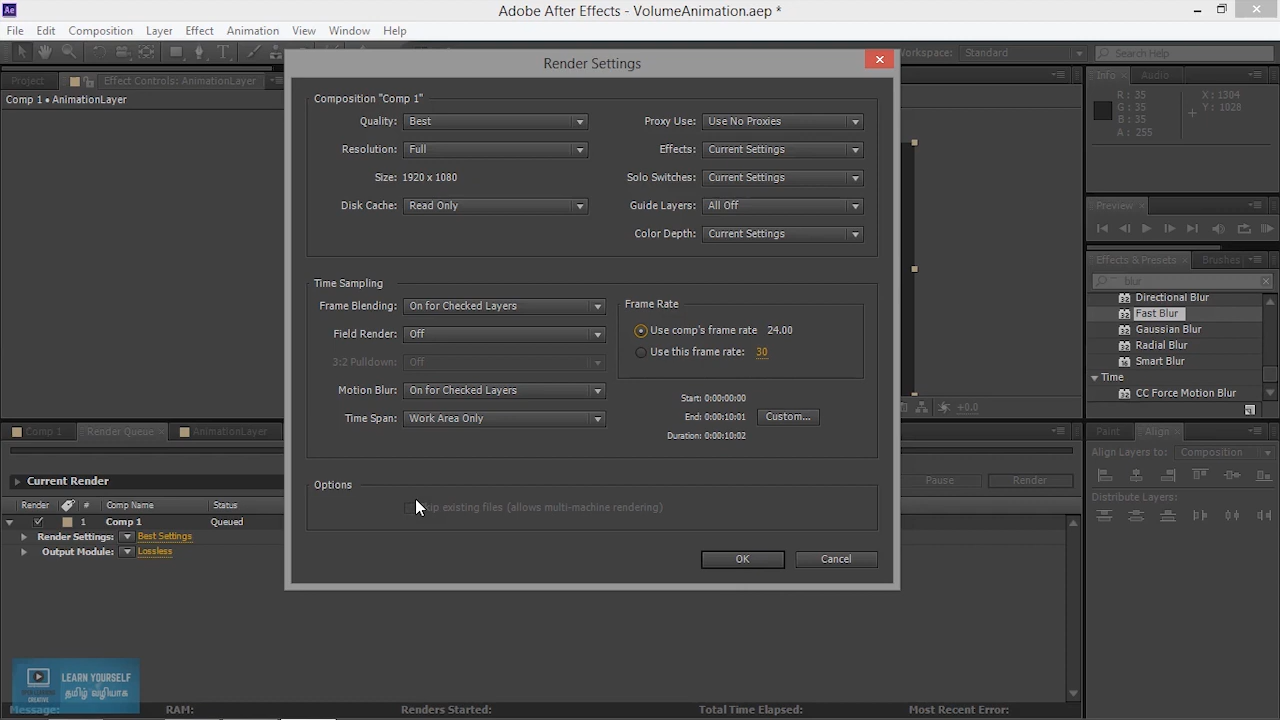 Ae
Adobe After Effects - VolumeAnimation.aep *
File Edit Composition Layer Effect Animation View Window Help
Workspace: Standard
Search Help
Project
Effect Controls: AnimationLayer
Comp 1 • AnimationLayer
Render Settings
Composition "Comp 1"
Quality: Best
Proxy Use: Use No Proxies
Resolution: Full
Effects: Current Settings
Size: 1920 x 1080
Solo Switches: Current Settings
Disk Cache: Read Only
Guide Layers: All Off
Color Depth: Current Settings
Time Sampling
Frame Blending: On for Checked Layers
Field Render: Off
3:2 Pulldown: Off
Motion Blur: On for Checked Layers
Time Span: Work Area Only
Frame Rate
Use comp's frame rate 24.00
Use this frame rate: 30
Start: 0:00:00:00
End: 0:00:10:01
Custom...
Duration: 0:00:10:02
Options
Skip existing files (allows multi-machine rendering)
OK
Cancel
Info
Audio
R: 35
G: 35
B: 35
A: 255
X: 1304
Y: 1028
Preview
Effects & Presets
Brushes
blur
Directional Blur
Fast Blur
Gaussian Blur
Radial Blur
Smart Blur
Time
CC Force Motion Blur
+0.0
Paint
Align
Align Layers to: Composition
Distribute Layers:
Comp 1
Render Queue
AnimationLayer
Current Render
Pause
Render
Render # Comp Name Status
1 Comp 1 Queued
Render Settings: Best Settings
Output Module: Lossless
LEARN YOURSELF
தமிழ் வழியாக
CREATIVE
Message: RAM: Renders Started: Total Time Elapsed: Most Recent Error: